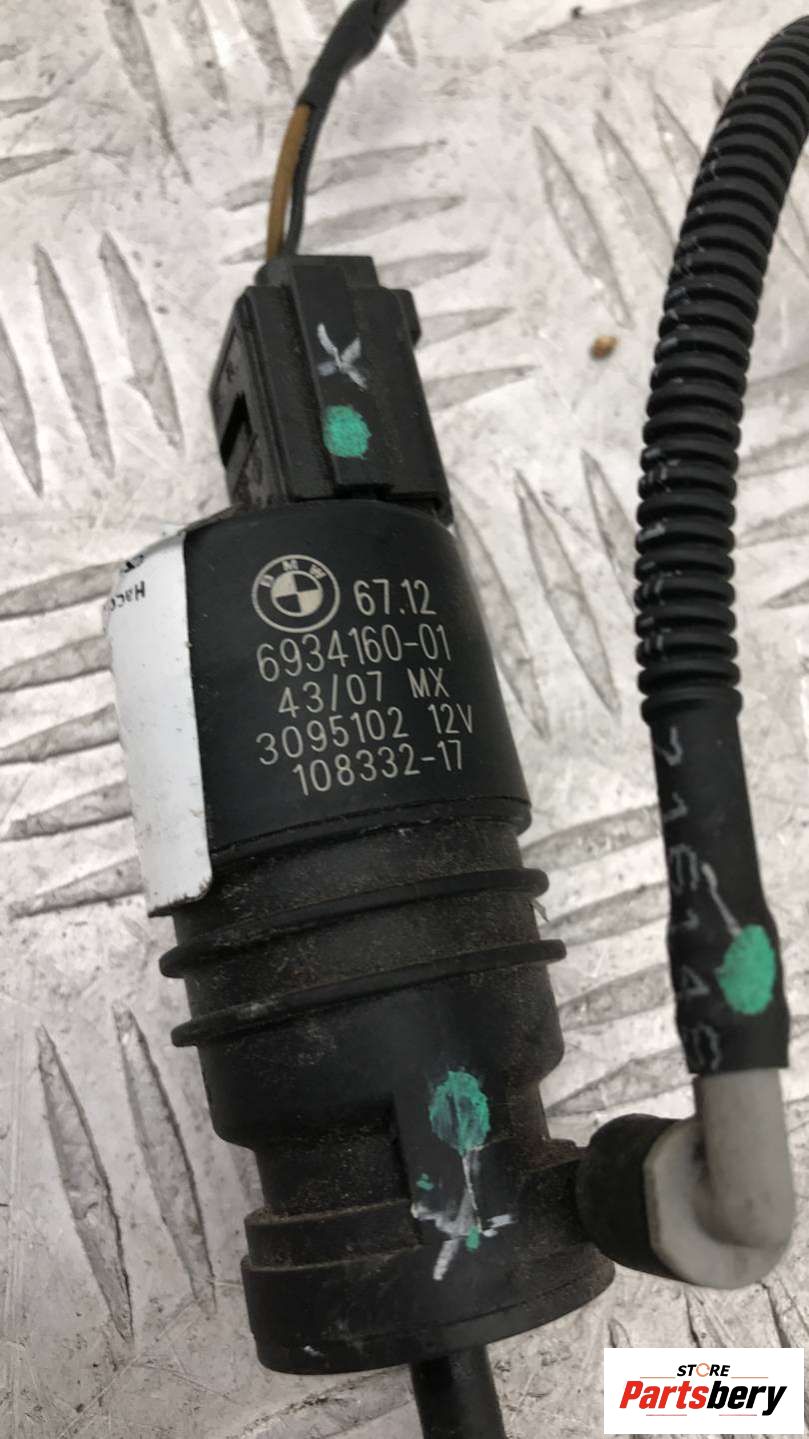 BMW 67.12
6934160-01
43/07 MX
3095102 12V
108332-17
STORE
Partsbery